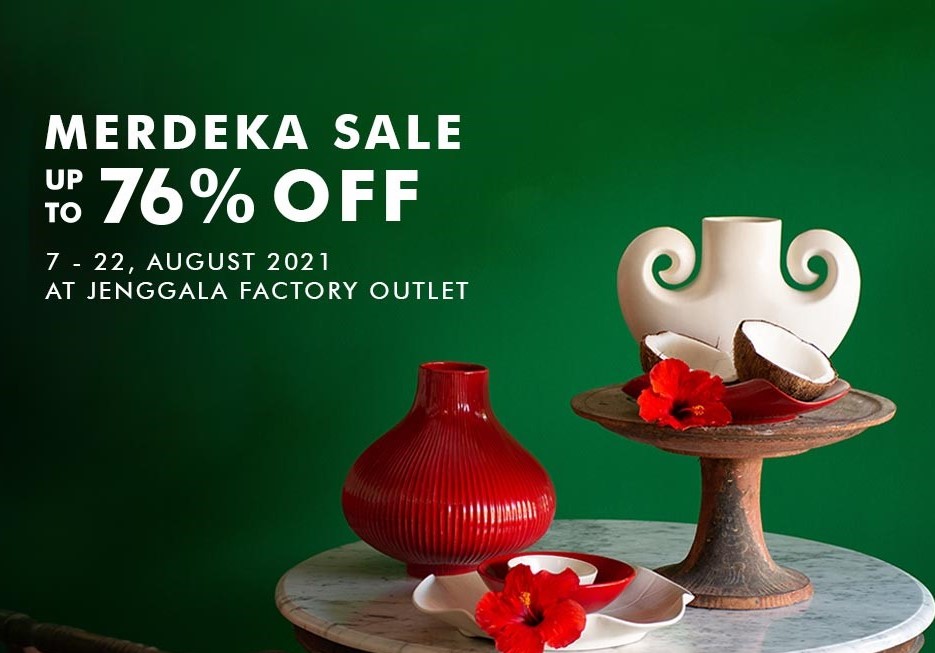 MERDEKA SALE
UP TO 76% OFF
7 - 22, AUGUST 2021
AT JENGGALA FACTORY OUTLET